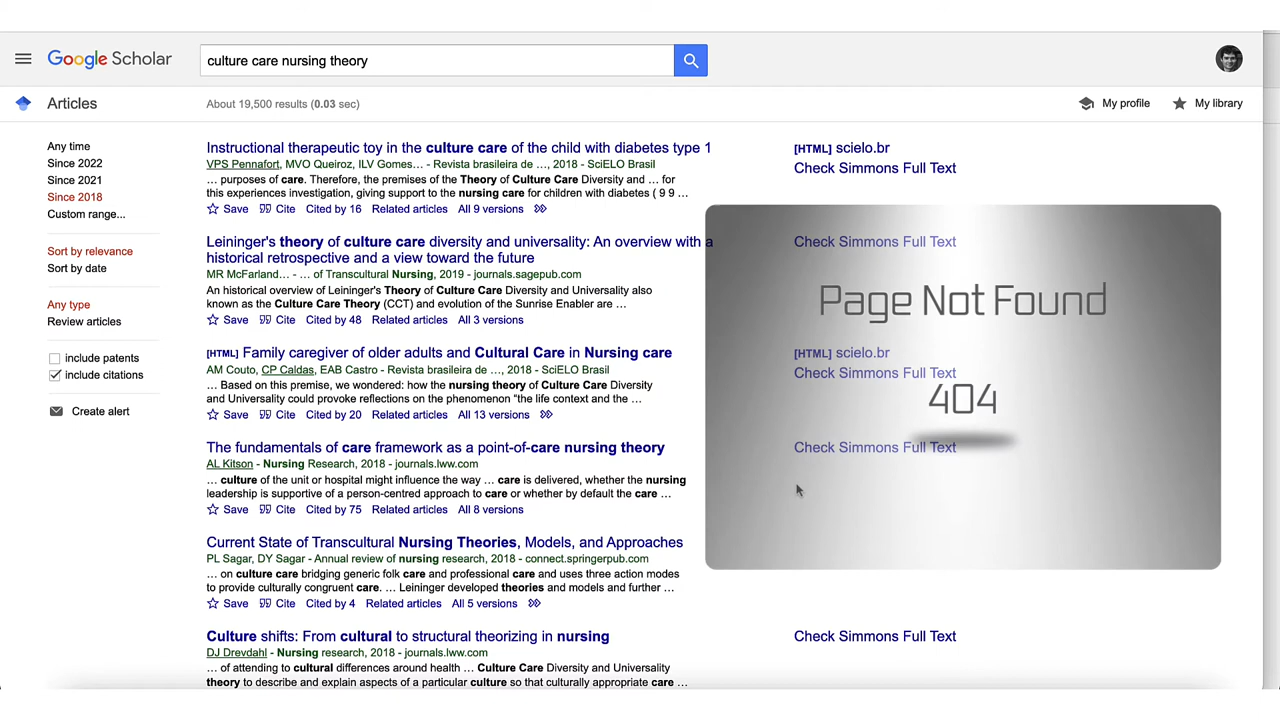 Google Scholar
culture care nursing theory
Articles
About 19,500 results (0.03 sec)
My profile
My library
Any time
Since 2022
Since 2021
Since 2018
Custom range...
Sort by relevance
Sort by date
Any type
Review articles
include patents
include citations
Create alert
Instructional therapeutic toy in the culture care of the child with diabetes type 1
VPS Pennafort, MVO Queiroz, ILV Gomes… - Revista brasileira de …, 2018 - SciELO Brasil
… purposes of care. Therefore, the premises of the Theory of Culture Care Diversity and … for
this experiences investigation, giving support to the nursing care for children with diabetes ( 9 9 …
Save Cite Cited by 16 Related articles All 9 versions
[HTML] scielo.br
Check Simmons Full Text
Leininger's theory of culture care diversity and universality: An overview with a
historical retrospective and a view toward the future
MR McFarland… - … of Transcultural Nursing, 2019 - journals.sagepub.com
An historical overview of Leininger's Theory of Culture Care Diversity and Universality also
known as the Culture Care Theory (CCT) and evolution of the Sunrise Enabler are …
Save Cite Cited by 48 Related articles All 3 versions
Check Simmons Full Text
[HTML] Family caregiver of older adults and Cultural Care in Nursing care
AM Couto, CP Caldas, EAB Castro - Revista brasileira de …, 2018 - SciELO Brasil
… Based on this premise, we wondered: how the nursing theory of Culture Care Diversity
and Universality could provoke reflections on the phenomenon “the life context and the …
Save Cite Cited by 20 Related articles All 13 versions
[HTML] scielo.br
Check Simmons Full Text
The fundamentals of care framework as a point-of-care nursing theory
AL Kitson - Nursing Research, 2018 - journals.lww.com
… culture of the unit or hospital might influence the way … care is delivered, whether the nursing
leadership is supportive of a person-centred approach to care or whether by default the care …
Save Cite Cited by 75 Related articles All 8 versions
Check Simmons Full Text
Current State of Transcultural Nursing Theories, Models, and Approaches
PL Sagar, DY Sagar - Annual review of nursing research, 2018 - connect.springerpub.com
… on culture care bridging generic folk care and professional care and uses three action modes
to provide culturally congruent care. … Leininger developed theories and models and further …
Save Cite Cited by 4 Related articles All 5 versions
Culture shifts: From cultural to structural theorizing in nursing
DJ Drevdahl - Nursing research, 2018 - journals.lww.com
… of attending to cultural differences around health … Culture Care Diversity and Universality
theory to describe and explain aspects of a particular culture so that culturally appropriate care …
Check Simmons Full Text
Page Not Found
404